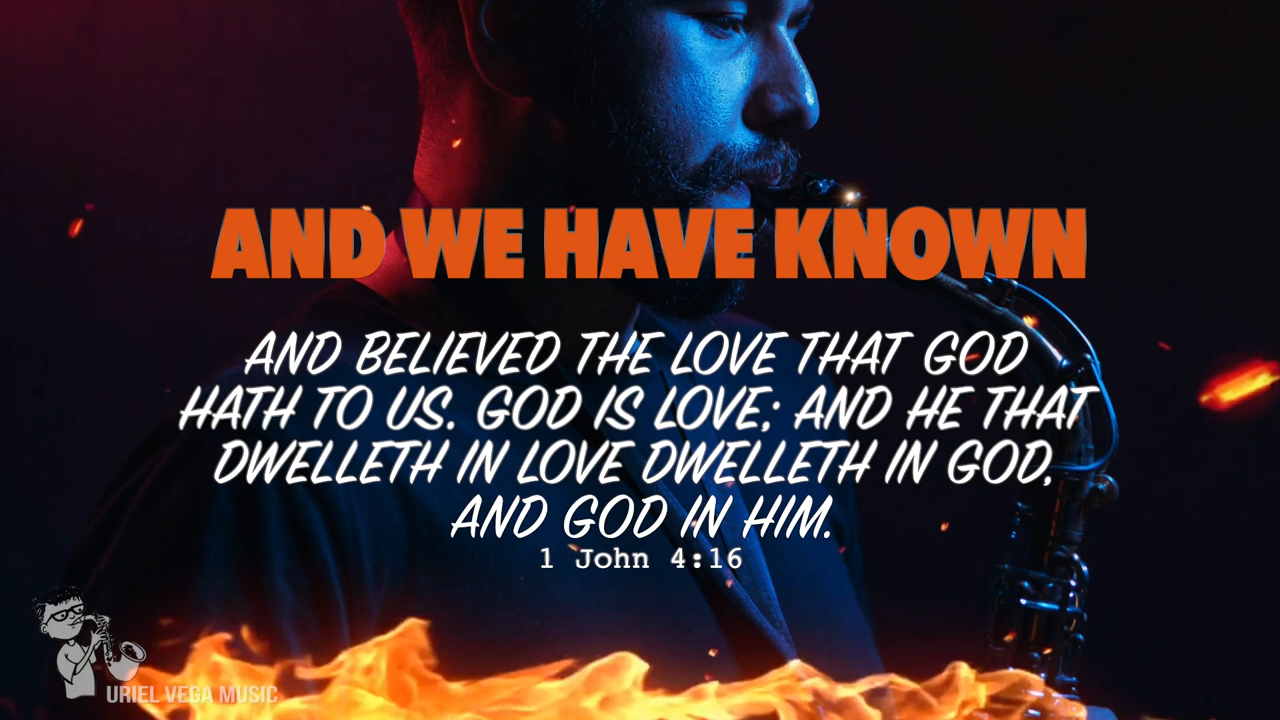 AND WE HAVE KNOWN
AND BELIEVED THE LOVE THAT GOD
HATH TO US. GOD IS LOVE; AND HE THAT
DWELLETH IN LOVE DWELLETH IN GOD,
AND GOD IN HIM.
1 John 4:16
URIEL VEGA MUSIC